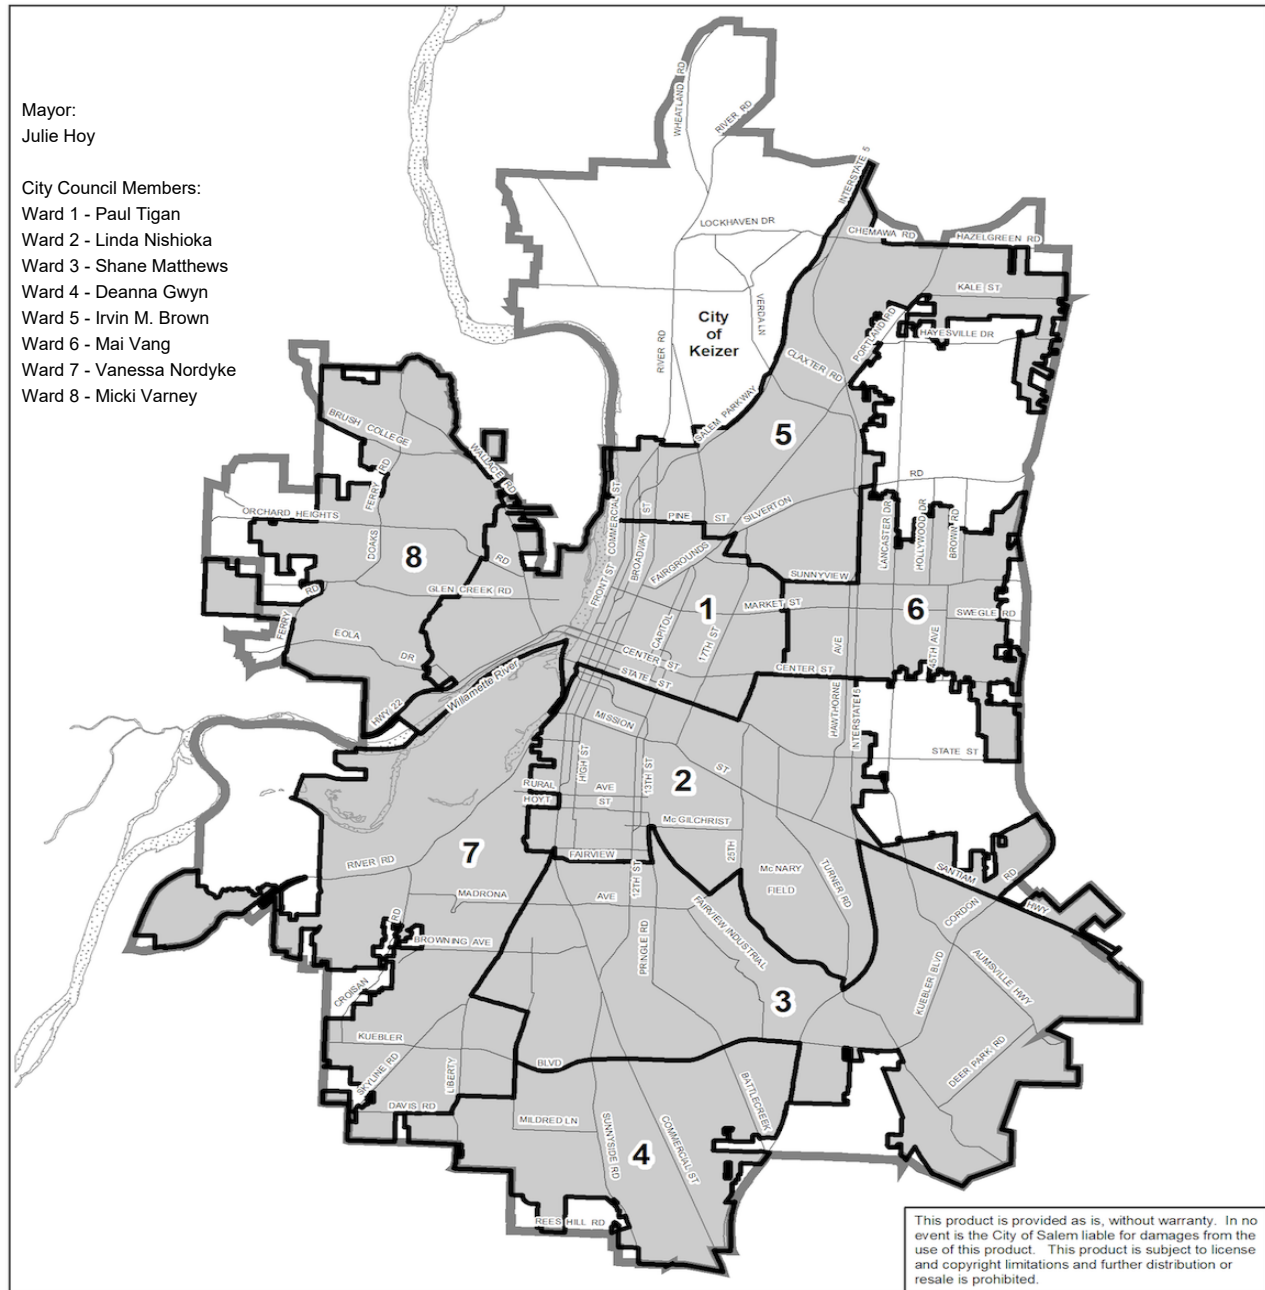 Mayor:
Julie Hoy
City Council Members:
Ward 1 - Paul Tigan
Ward 2 - Linda Nishioka
Ward 3 - Shane Matthews
Ward 4 - Deanna Gwyn
Ward 5 - Irvin M. Brown
Ward 6 - Mai Vang
Ward 7 - Vanessa Nordyke
Ward 8 - Micki Varney
WHEATLAND RD
RIVER RD
INTERSTATE 5
LOCKHAVEN DR
CHEMAWA RD
HAZELGREEN RD
KALE ST
VERDA LN
City
of
Keizer
RIVER RD
PORTLAND RD
HAYESVILLE DR
CLAXTER RD
SALEM PARKWAY
5
BRUSH COLLEGE
RD
WALLACE RD
FERRY RD
DOAKS
ORCHARD HEIGHTS
RD
8
GLEN CREEK RD
RD
FERRY
EOLA
DR
HWY 22
Willamette River
COMMERCIAL ST
FRONT ST
BROADWAY ST
PINE ST
SILVERTON
RD
FAIRGROUNDS
LANCASTER DR
HOLLYWOOD DR
BROWN RD
SUNNYVIEW
1
MARKET ST
6
SWEGLE RD
CAPITOL
17TH ST
45TH AVE
CENTER ST
STATE ST
CENTER ST
HAWTHORNE AVE
INTERSTATE 5
STATE ST
MISSION
ST
HIGH ST
13TH ST
2
RURAL
AVE
HOYT
ST
McGILCHRIST
25TH
7
RIVER RD
FAIRVIEW
12TH ST
McNARY
FIELD
TURNER RD
SANTIAM
HWY
CORDON RD
MADRONA
AVE
RD
BROWNING AVE
CROISAN
PRINGLE RD
FAIRVIEW INDUSTRIAL
3
KUEBLER BLVD
AUMSVILLE HWY
DEER PARK RD
KUEBLER
BLVD
SKYLINE RD
LIBERTY
DAVIS RD
MILDRED LN
SUNNYSIDE RD
COMMERCIAL ST
BATTLECREEK
4
REES HILL RD
This product is provided as is, without warranty. In no
event is the City of Salem liable for damages from the
use of this product. This product is subject to license
and copyright limitations and further distribution or
resale is prohibited.